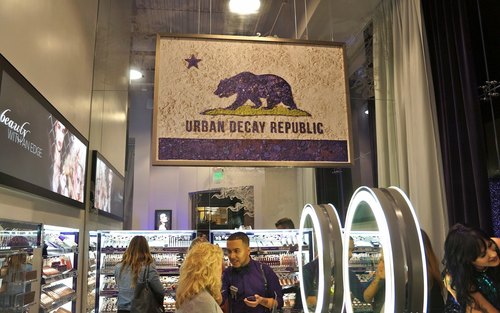 beauty
WITH AN EDGE
URBAN DECAY REPUBLIC